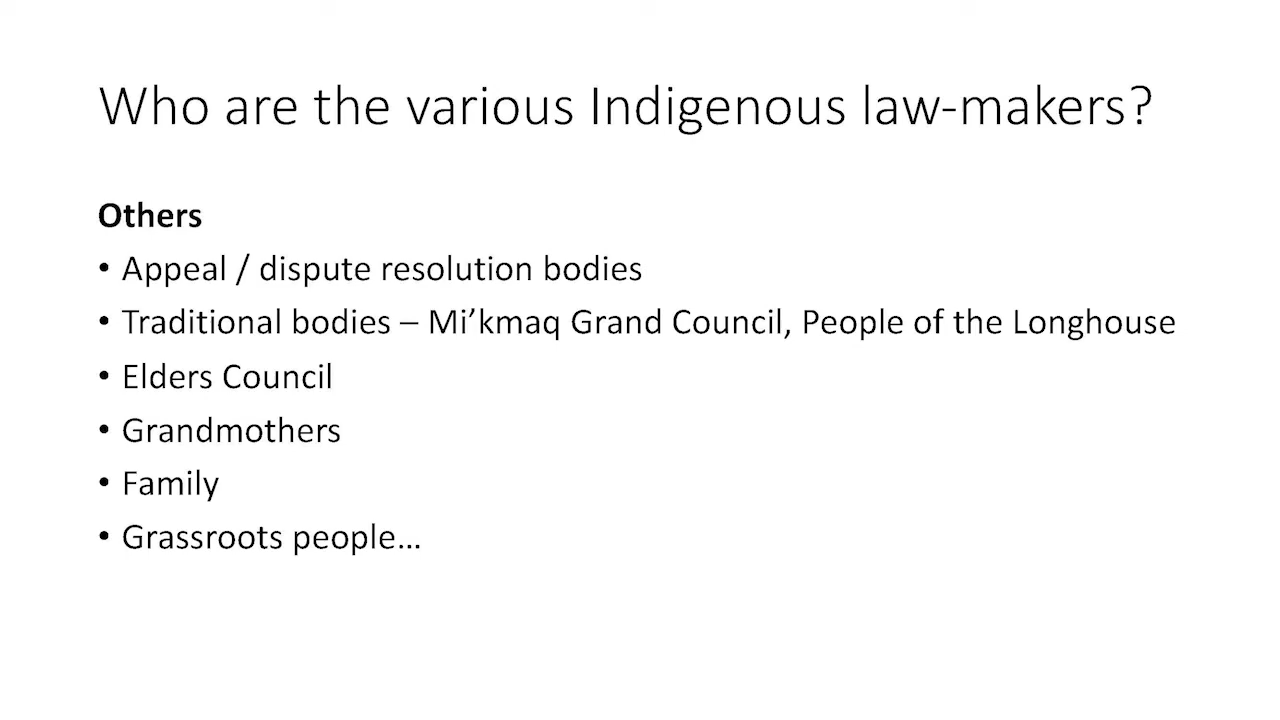 Who are the various Indigenous law-makers?
Others
• Appeal / dispute resolution bodies
• Traditional bodies – Mi’kmaq Grand Council, People of the Longhouse
• Elders Council
• Grandmothers
• Family
• Grassroots people…